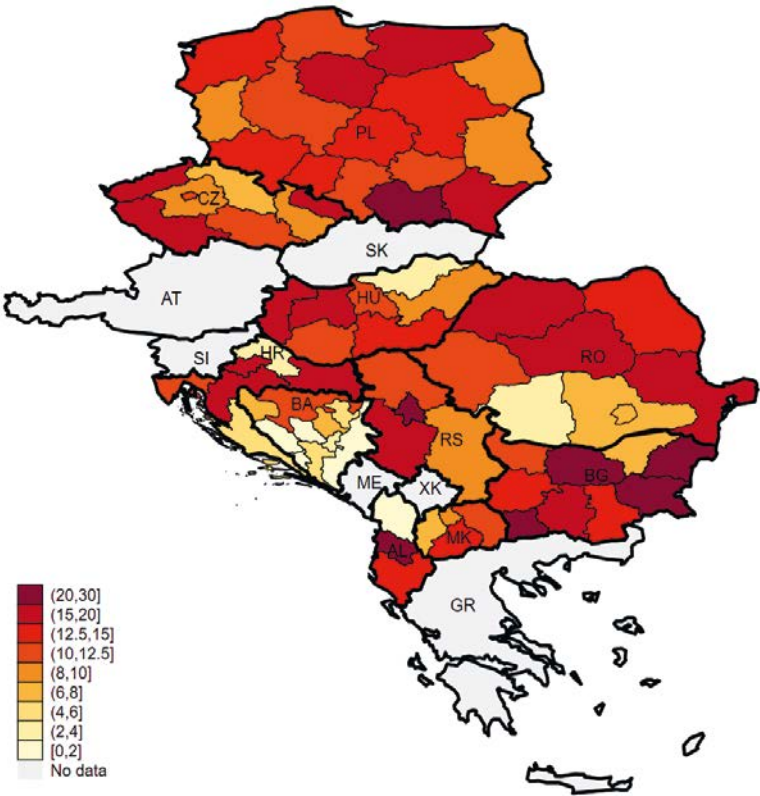 PL
CZ
SK
HU
AT
RO
SI
HR
BA
RS
ME
XK
BG
MK
AL
GR
(20,30]
(15,20]
(12.5,15]
(10,12.5]
(8,10]
(6,8]
(4,6]
(2,4]
[0,2]
No data